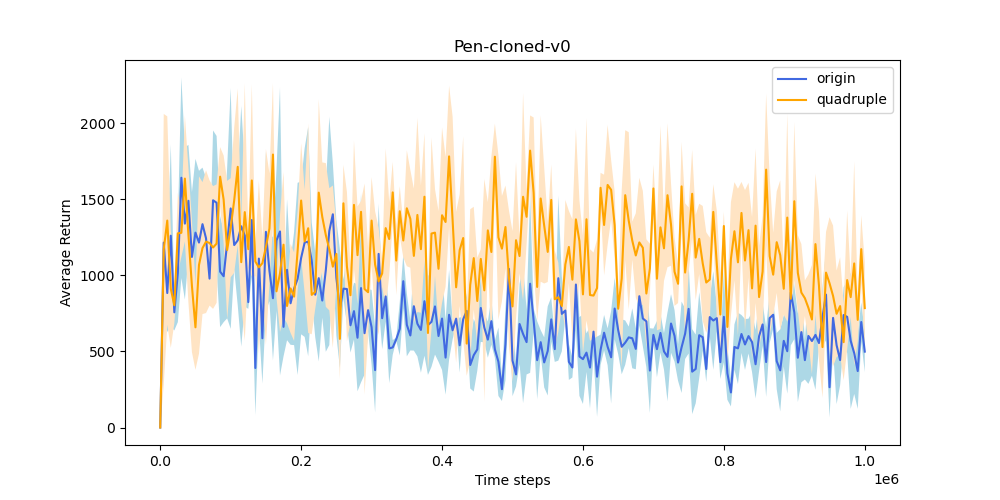 Pen-cloned-v0
origin
quadruple
Average Return
2000
1500
1000
500
0
0.0 0.2 0.4 0.6 0.8 1.0
1e6
Time steps